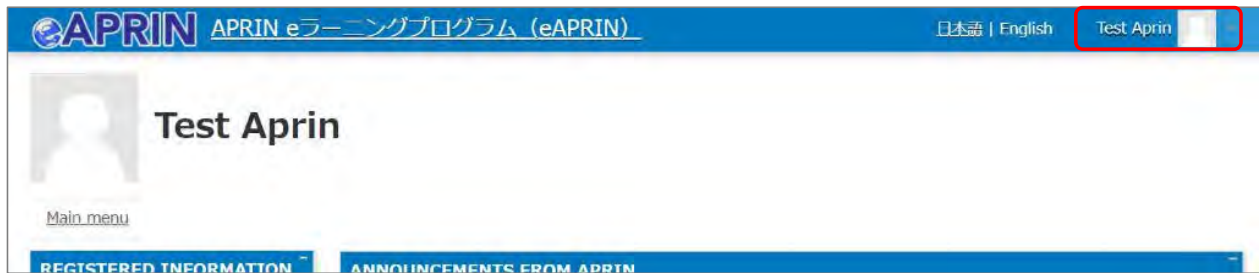 eAPRIN APRIN eラーニングプログラム (eAPRIN) 日本語 | English Test Aprin
Test Aprin
Main menu
REGISTERED INFORMATION ANNOUNCEMENTS FROM APRIN